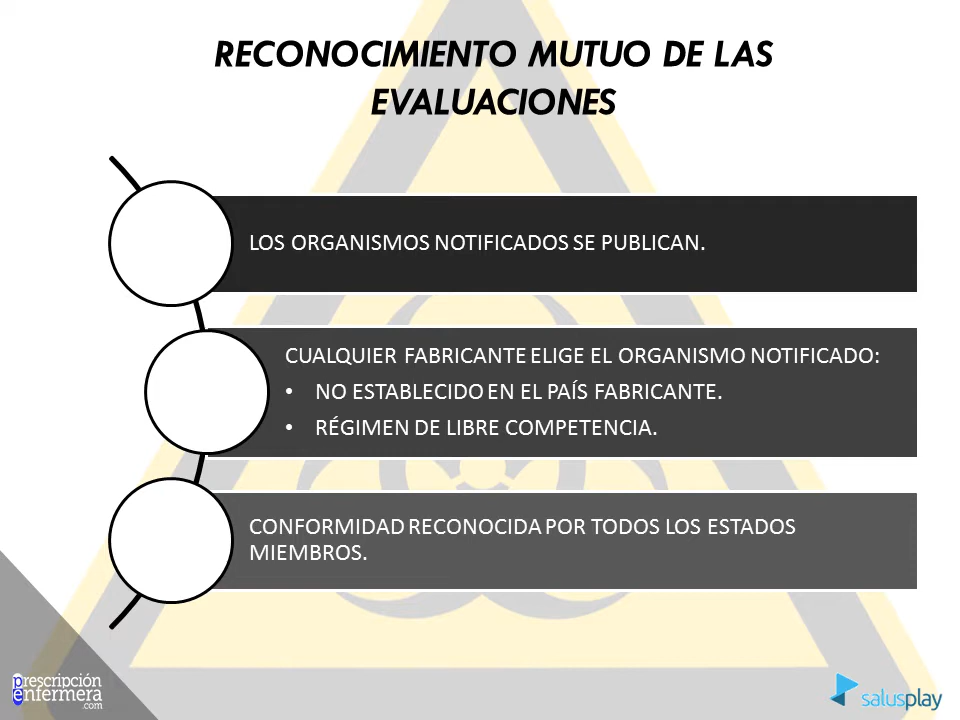 RECONOCIMIENTO MUTUO DE LAS
EVALUACIONES
LOS ORGANISMOS NOTIFICADOS SE PUBLICAN.
CUALQUIER FABRICANTE ELIGE EL ORGANISMO NOTIFICADO:
• NO ESTABLECIDO EN EL PAÍS FABRICANTE.
• RÉGIMEN DE LIBRE COMPETENCIA.
CONFORMIDAD RECONOCIDA POR TODOS LOS ESTADOS
MIEMBROS.
prescripción
enfermera
.com
salusplay